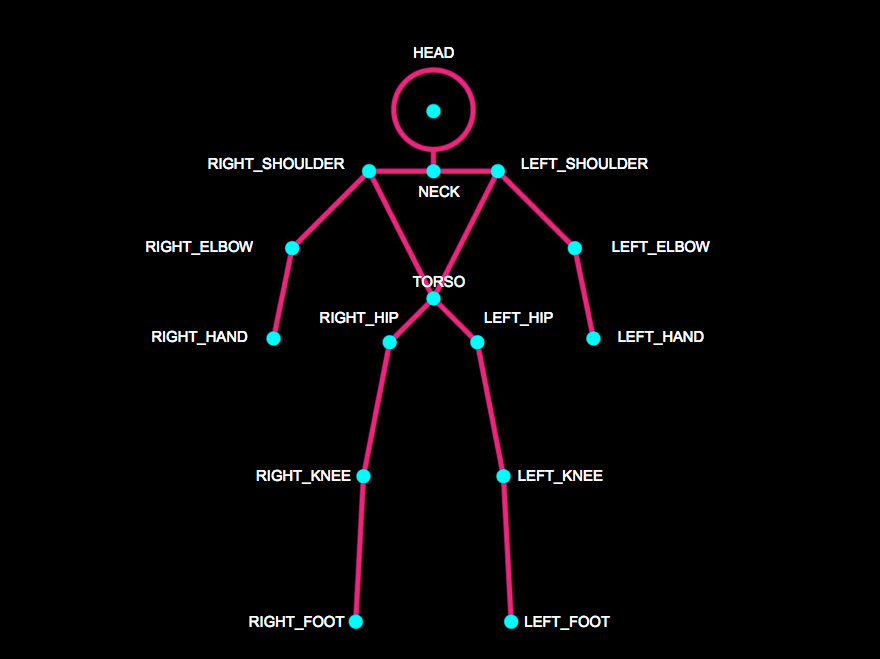 HEAD
RIGHT_SHOULDER
LEFT_SHOULDER
NECK
RIGHT_ELBOW
LEFT_ELBOW
TORSO
RIGHT_HIP
LEFT_HIP
RIGHT_HAND
LEFT_HAND
RIGHT_KNEE
LEFT_KNEE
RIGHT_FOOT
LEFT_FOOT